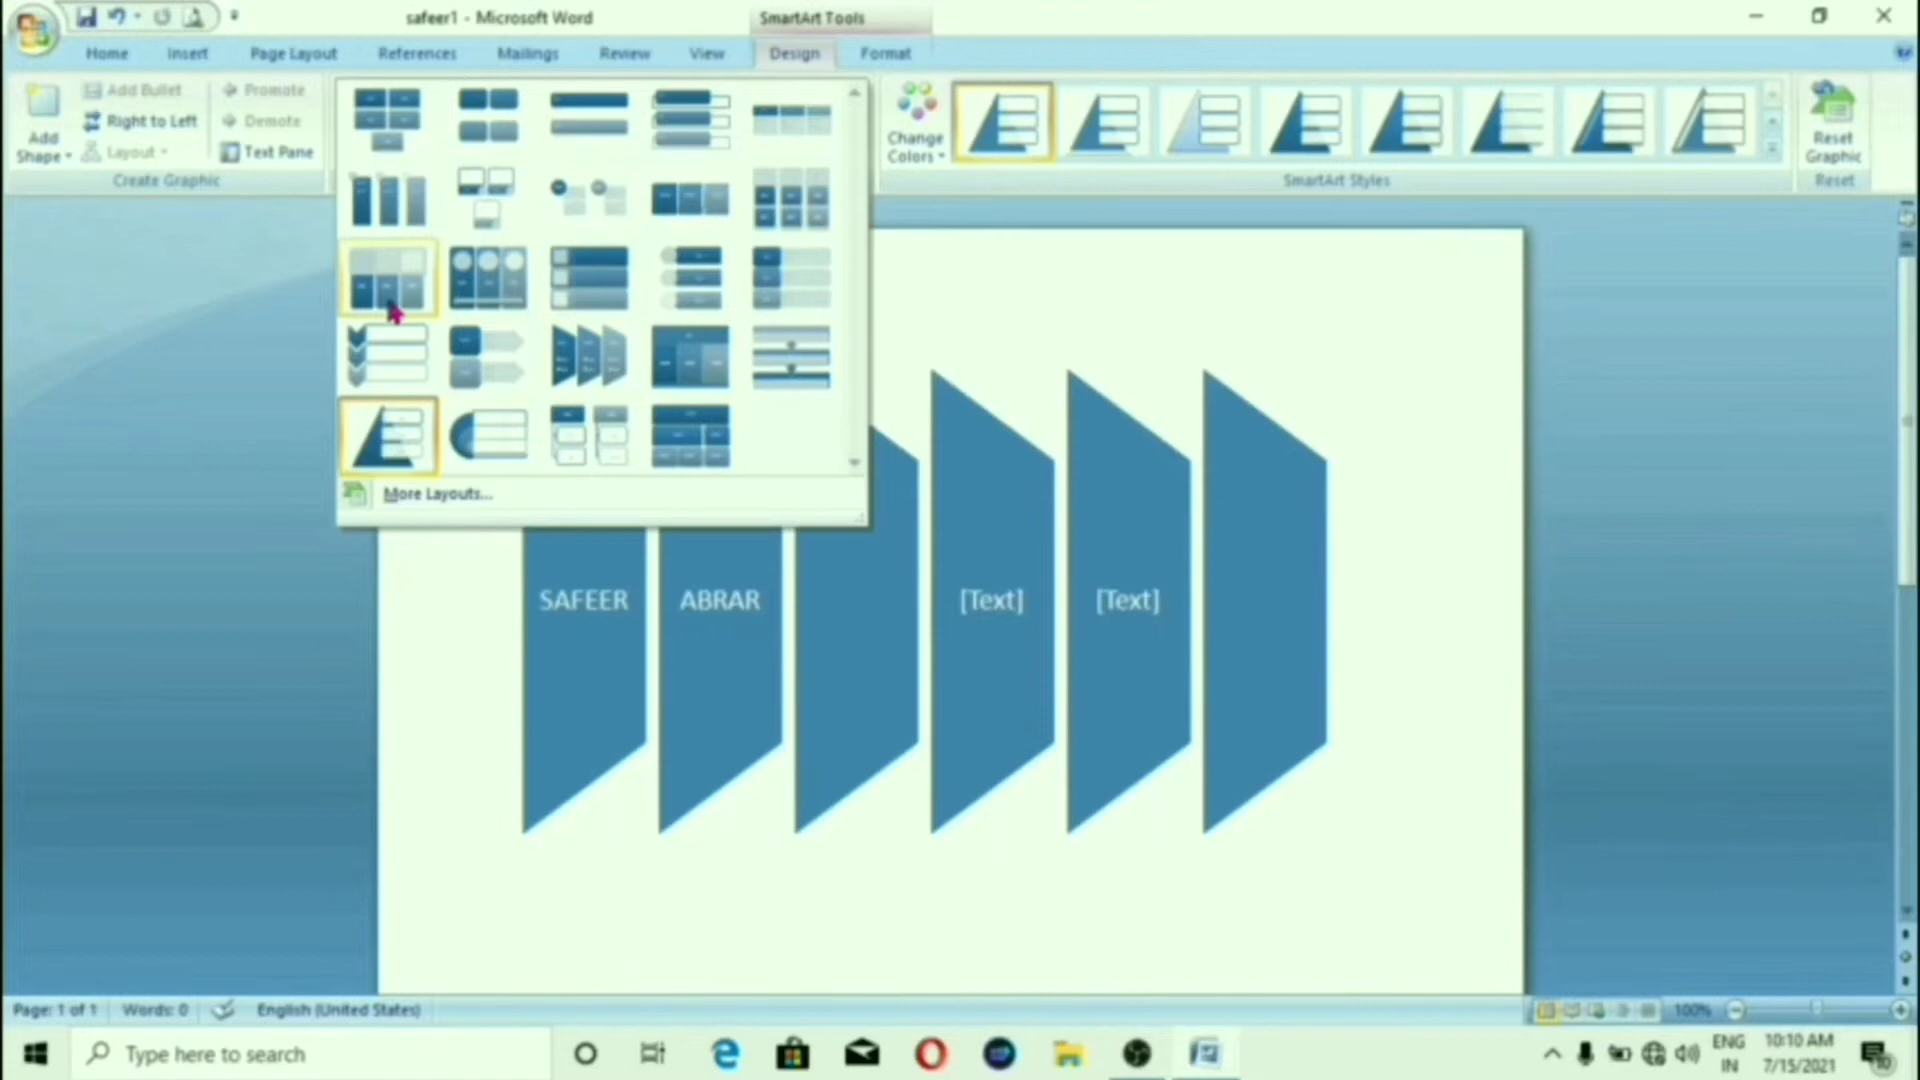 safeer1 - Microsoft Word
SmartArt Tools
Home Insert Page Layout References Mailings Review View Design Format
Add Shape
Add Bullet
Right to Left
Layout
Promote
Demote
Text Pane
Create Graphic
Change Colors
SmartArt Styles
Reset Graphic
Reset
More Layouts...
SAFEER ABRAR [Text] [Text]
Page: 1 of 1 Words: 0 English (United States) 100%
Type here to search
ENG
IN
10:10 AM
7/15/2021